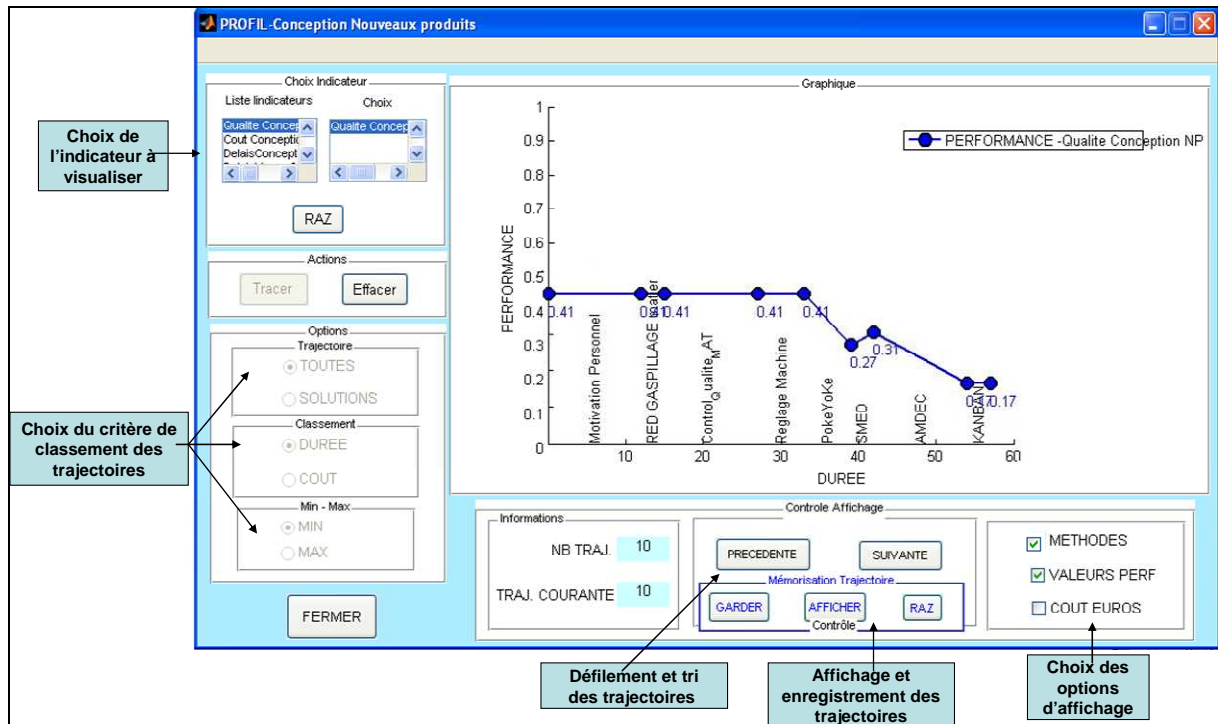 PROFIL-Conception Nouveaux produits
Choix de
l'indicateur à
visualiser
Choix Indicateur
Liste Iindicateurs
Choix
Qualite Concep
Cout Conceptio
DelaisConcept
Qualite Concep
RAZ
Actions
Tracer
Effacer
Options
Trajectoire
TOUTES
SOLUTIONS
Classement
DUREE
COUT
Min - Max
MIN
MAX
Choix du critère de
classement des
trajectoires
FERMER
Graphique
PERFORMANCE -Qualite Conception NP
PERFORMANCE
1
0.9
0.8
0.7
0.6
0.5
0.4
0.3
0.2
0.1
0
0.41
0.41
0.41
0.41
0.41
0.27
0.31
0.17
0.17
Motivation Personnel
RED GASPILLAGE
Control_Qualite_MAT
Reglage Machine
PokeYoKe
SMED
AMDEC
KANBAN
10
20
30
40
50
60
DUREE
Informations
NB TRAJ.
10
TRAJ. COURANTE
10
Controle Affichage
PRECEDENTE
SUIVANTE
Mémorisation Trajectoire
GARDER
AFFICHER
RAZ
Contrôle
METHODES
VALEURS PERF
COUT EUROS
Défilement et tri
des trajectoires
Affichage et
enregistrement des
trajectoires
Choix des
options
d'affichage